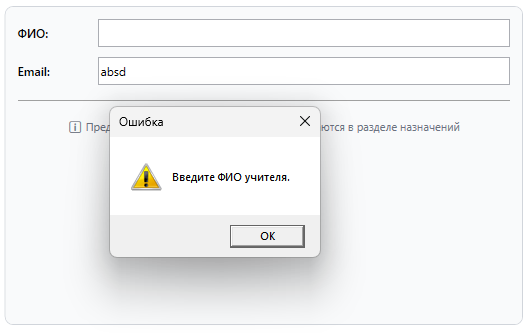 ФИО:
Email: absd
Пред ются в разделе назначений
Ошибка
Введите ФИО учителя.
OK